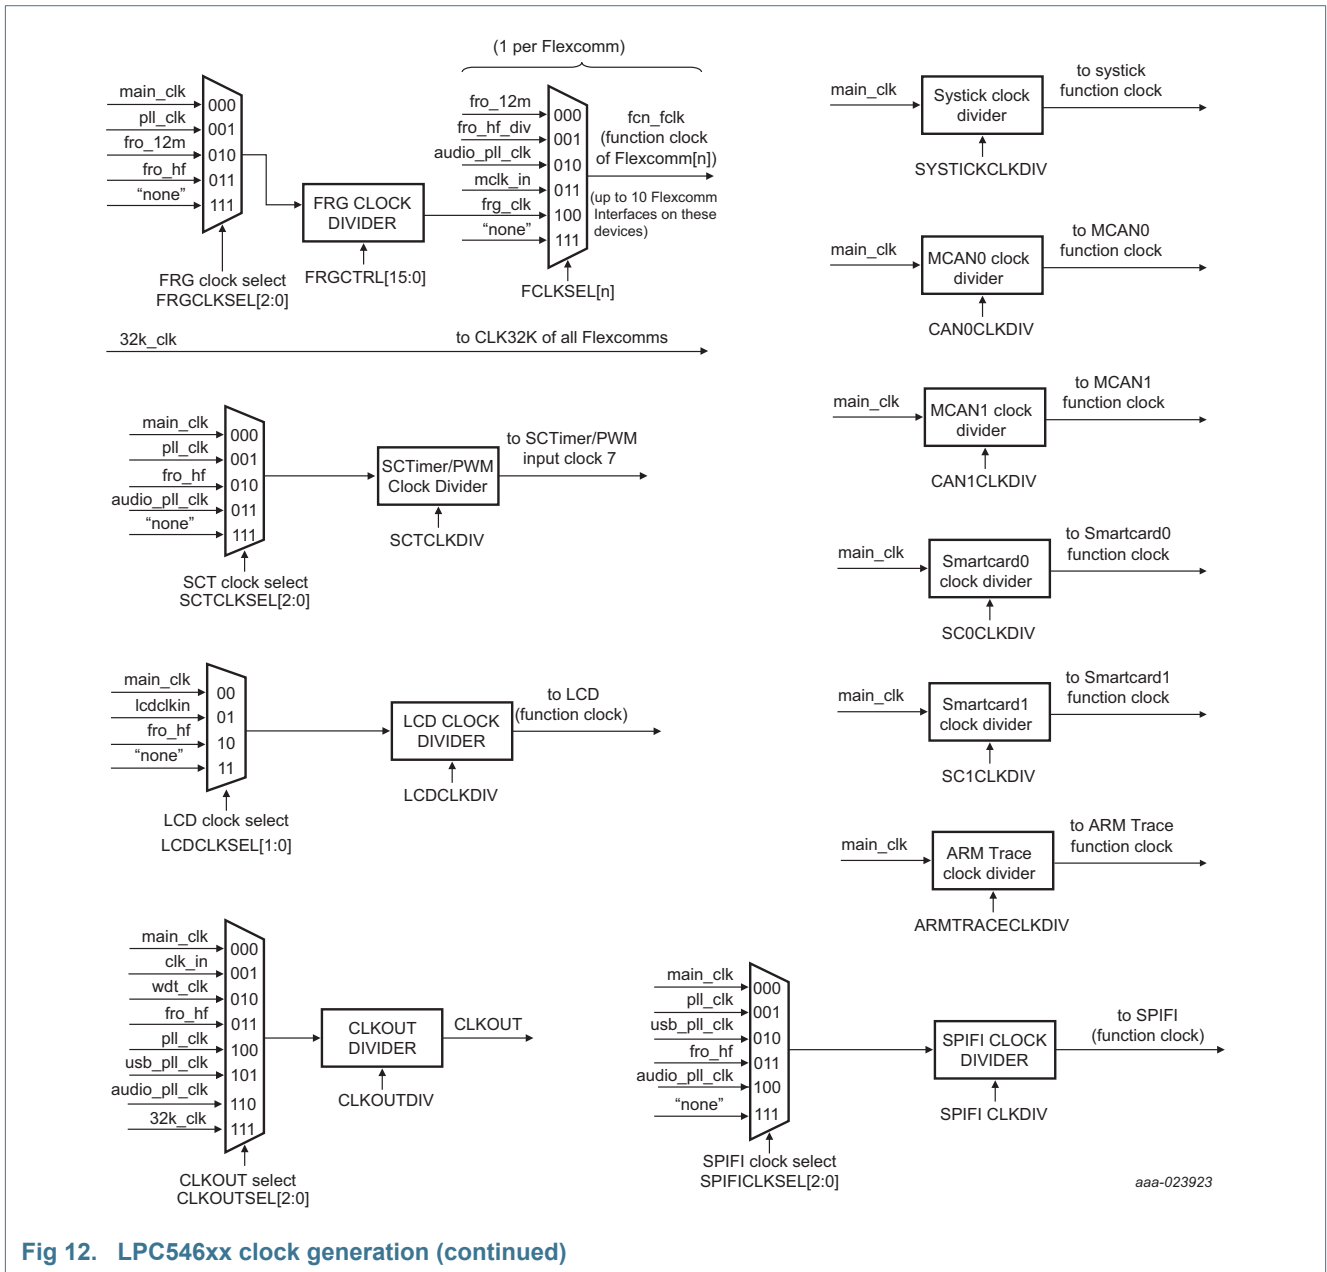 (1 per Flexcomm)
main_clk
pll_clk
fro_12m
fro_hf
“none”
000
001
010
011
111
FRG clock select
FRGCLKSEL[2:0]
FRG CLOCK
DIVIDER
FRGCTRL[15:0]
fro_12m
fro_hf_div
audio_pll_clk
mclk_in
frg_clk
“none”
000
001
010
011
100
111
FCLKSEL[n]
fcn_fclk
(function clock
of Flexcomm[n])
(up to 10 Flexcomm
Interfaces on these
devices)
32k_clk
to CLK32K of all Flexcomms
main_clk
pll_clk
fro_hf
audio_pll_clk
“none”
000
001
010
011
111
SCT clock select
SCTCLKSEL[2:0]
SCTimer/PWM
Clock Divider
SCTCLKDIV
to SCTimer/PWM
input clock 7
main_clk
lcdclkin
fro_hf
“none”
00
01
10
11
LCD clock select
LCDCLKSEL[1:0]
LCD CLOCK
DIVIDER
LCDCLKDIV
to LCD
(function clock)
main_clk
clk_in
wdt_clk
fro_hf
pll_clk
usb_pll_clk
audio_pll_clk
32k_clk
000
001
010
011
100
101
110
111
CLKOUT select
CLKOUTSEL[2:0]
CLKOUT
DIVIDER
CLKOUTDIV
CLKOUT
main_clk
Systick clock
divider
SYSTICKCLKDIV
to systick
function clock
main_clk
MCAN0 clock
divider
CAN0CLKDIV
to MCAN0
function clock
main_clk
MCAN1 clock
divider
CAN1CLKDIV
to MCAN1
function clock
main_clk
Smartcard0
clock divider
SC0CLKDIV
to Smartcard0
function clock
main_clk
Smartcard1
clock divider
SC1CLKDIV
to Smartcard1
function clock
main_clk
ARM Trace
clock divider
ARMTRACECLKDIV
to ARM Trace
function clock
main_clk
pll_clk
usb_pll_clk
fro_hf
audio_pll_clk
“none”
000
001
010
011
100
111
SPIFI clock select
SPIFICLKSEL[2:0]
SPIFI CLOCK
DIVIDER
SPIFI CLKDIV
to SPIFI
(function clock)
aaa-023923
Fig 12. LPC546xx clock generation (continued)